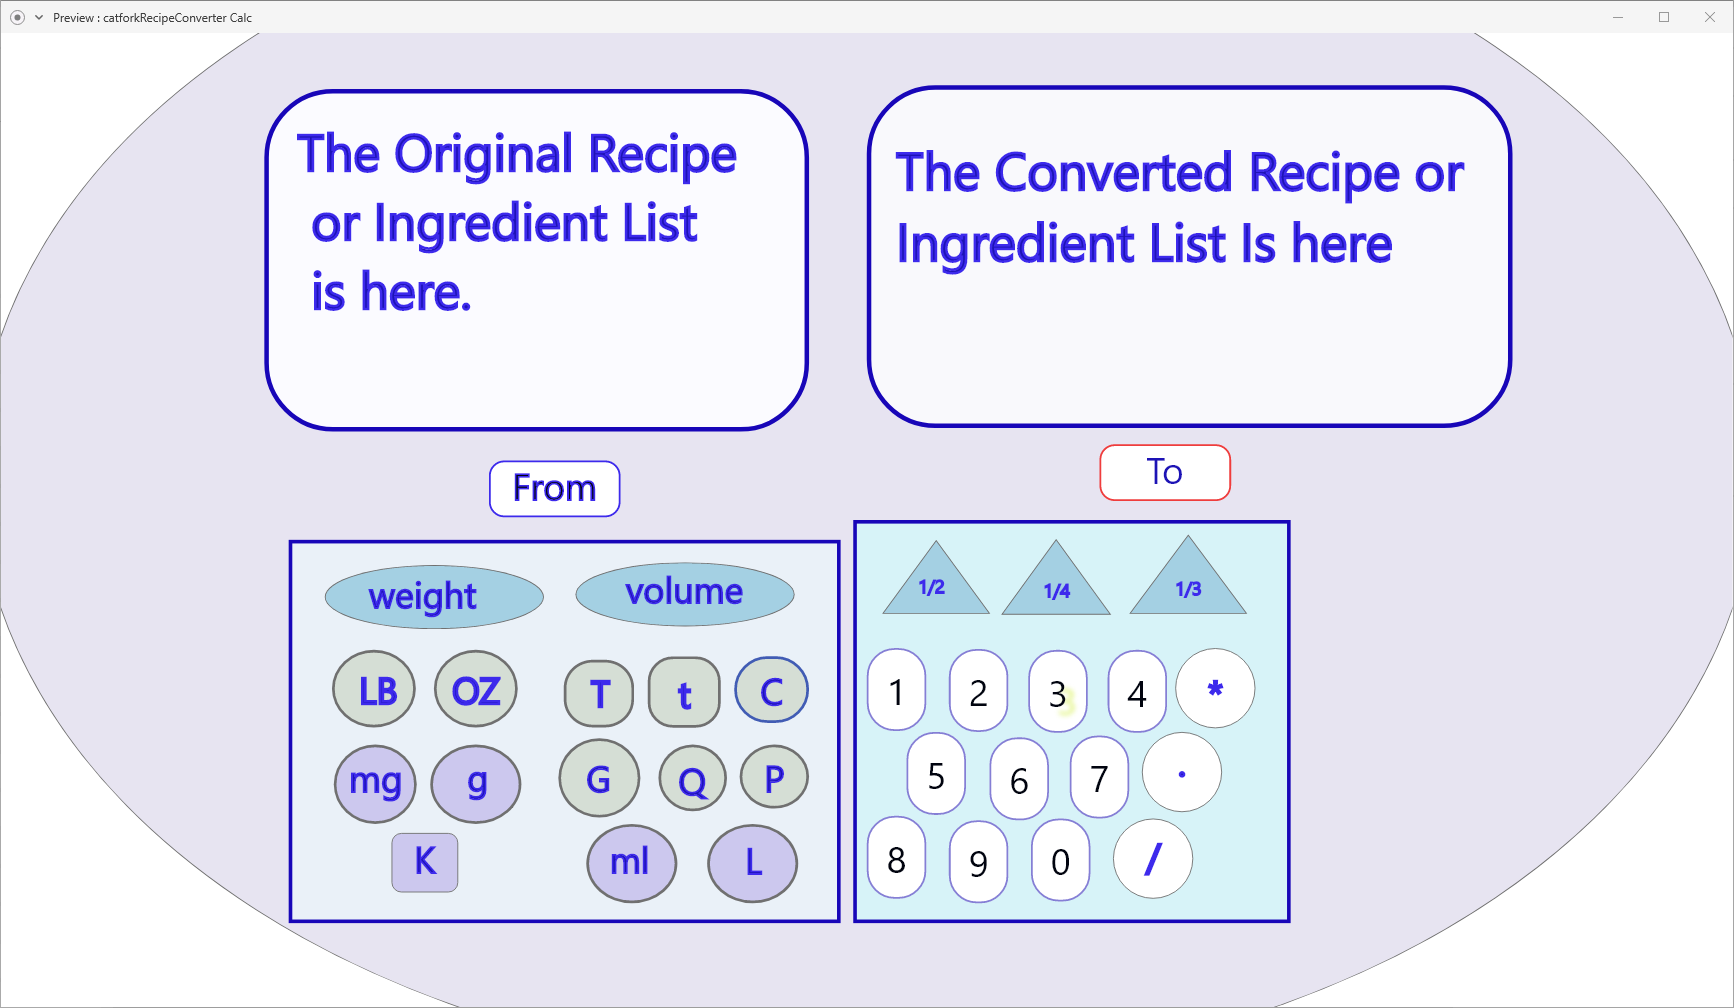 Preview : catforkRecipeConverter Calc
The Original Recipe
or Ingredient List
is here.
The Converted Recipe or
Ingredient List Is here
From
To
weight
volume
LB
OZ
T
t
C
mg
g
G
Q
P
K
ml
L
1/2
1/4
1/3
1
2
3
3
4
*
5
6
7
.
8
9
0
/